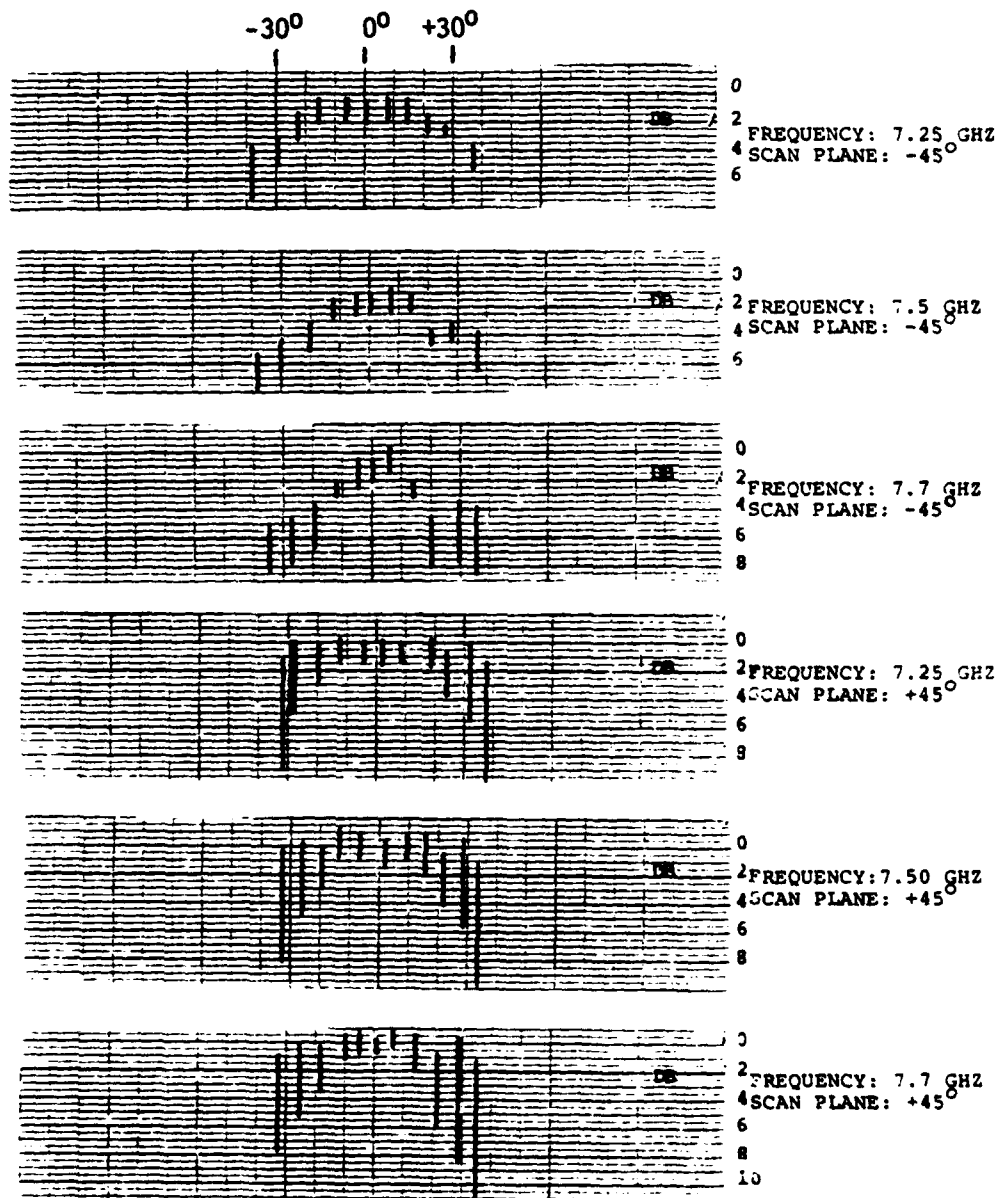 -30⁰ 0⁰ +30⁰
0
DB 2
FREQUENCY: 7.25 GHZ
4 SCAN PLANE: -45⁰
6
0
DB 2
FREQUENCY: 7.5 GHZ
4 SCAN PLANE: -45⁰
6
0
DB 2
FREQUENCY: 7.7 GHZ
4 SCAN PLANE: -45⁰
6
8
0
DB 2 FREQUENCY: 7.25 GHZ
4 SCAN PLANE: +45⁰
6
8
0
DB 2 FREQUENCY: 7.50 GHZ
4 SCAN PLANE: +45⁰
6
8
0
DB 2 FREQUENCY: 7.7 GHZ
4 SCAN PLANE: +45⁰
6
8
10